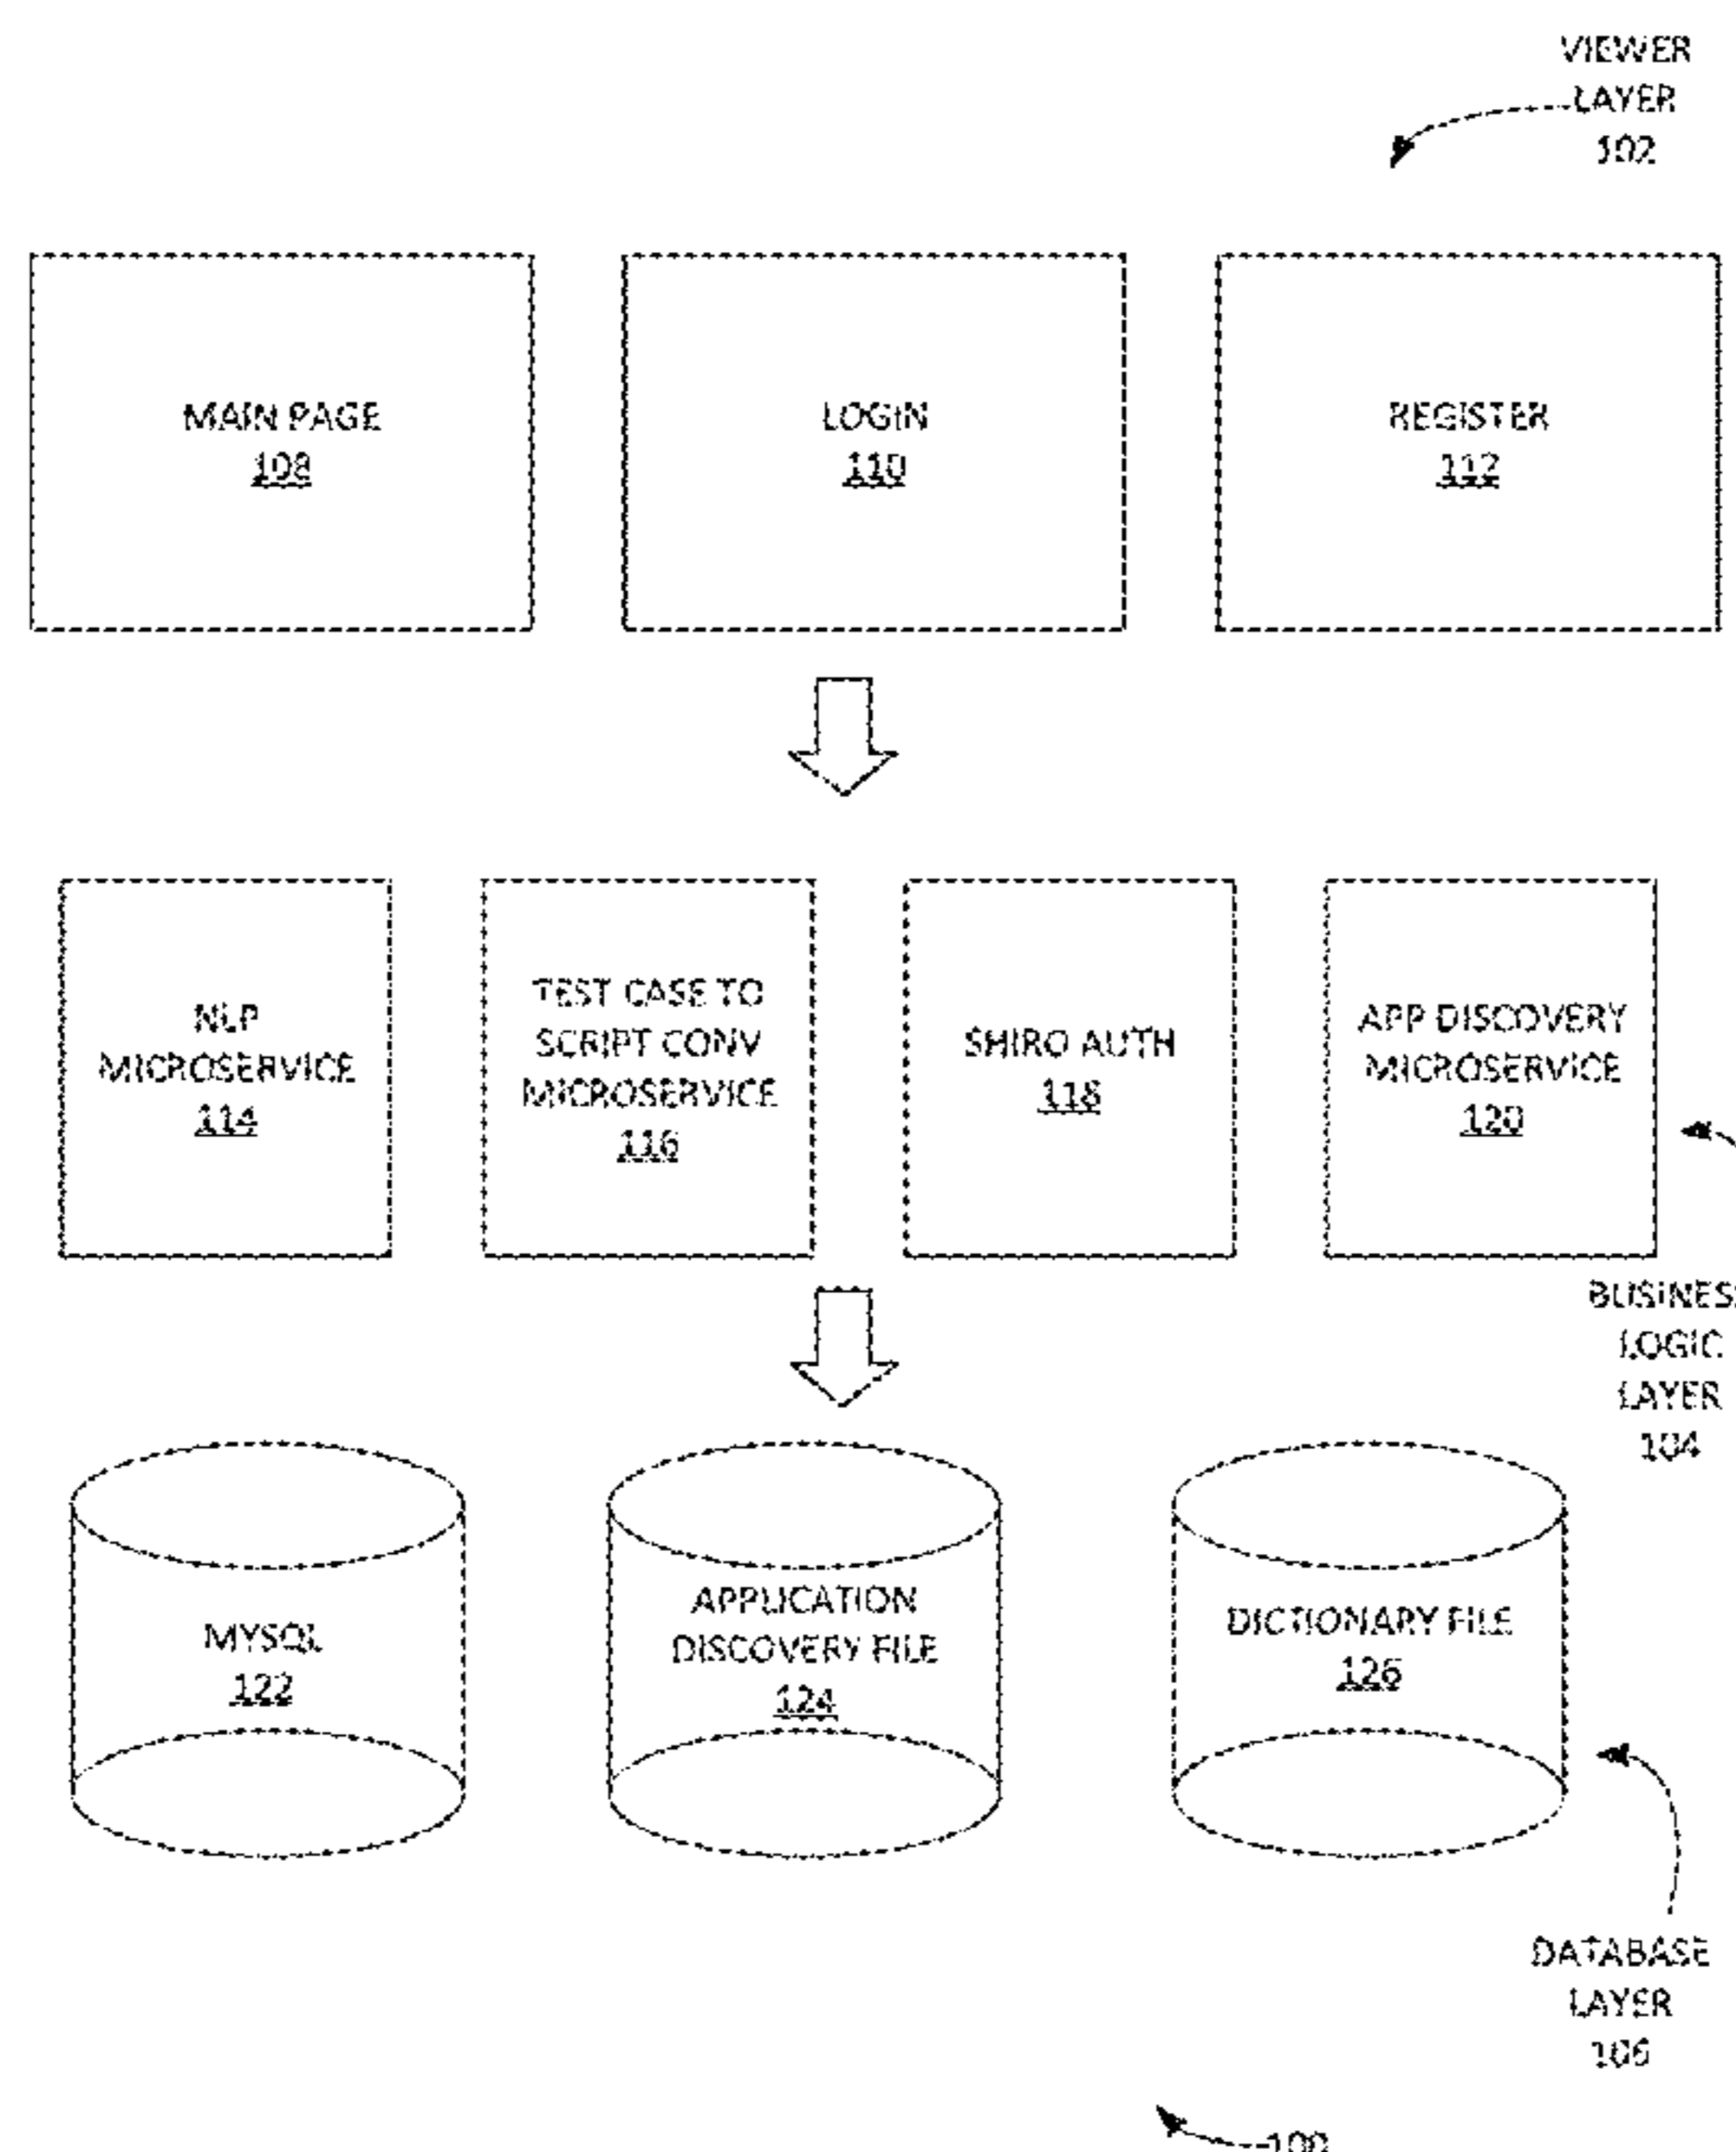 VIEWER
LAYER
102
MAIN PAGE
108
LOGIN
110
REGISTER
112
NLP
MICROSERVICE
114
TEST CASE TO
SCRIPT CONV
MICROSERVICE
116
SHIRO AUTH
118
APP DISCOVERY
MICROSERVICE
120
BUSINESS
LOGIC
LAYER
104
MYSQL
122
APPLICATION
DISCOVERY FILE
124
DICTIONARY FILE
126
DATABASE
LAYER
106
100